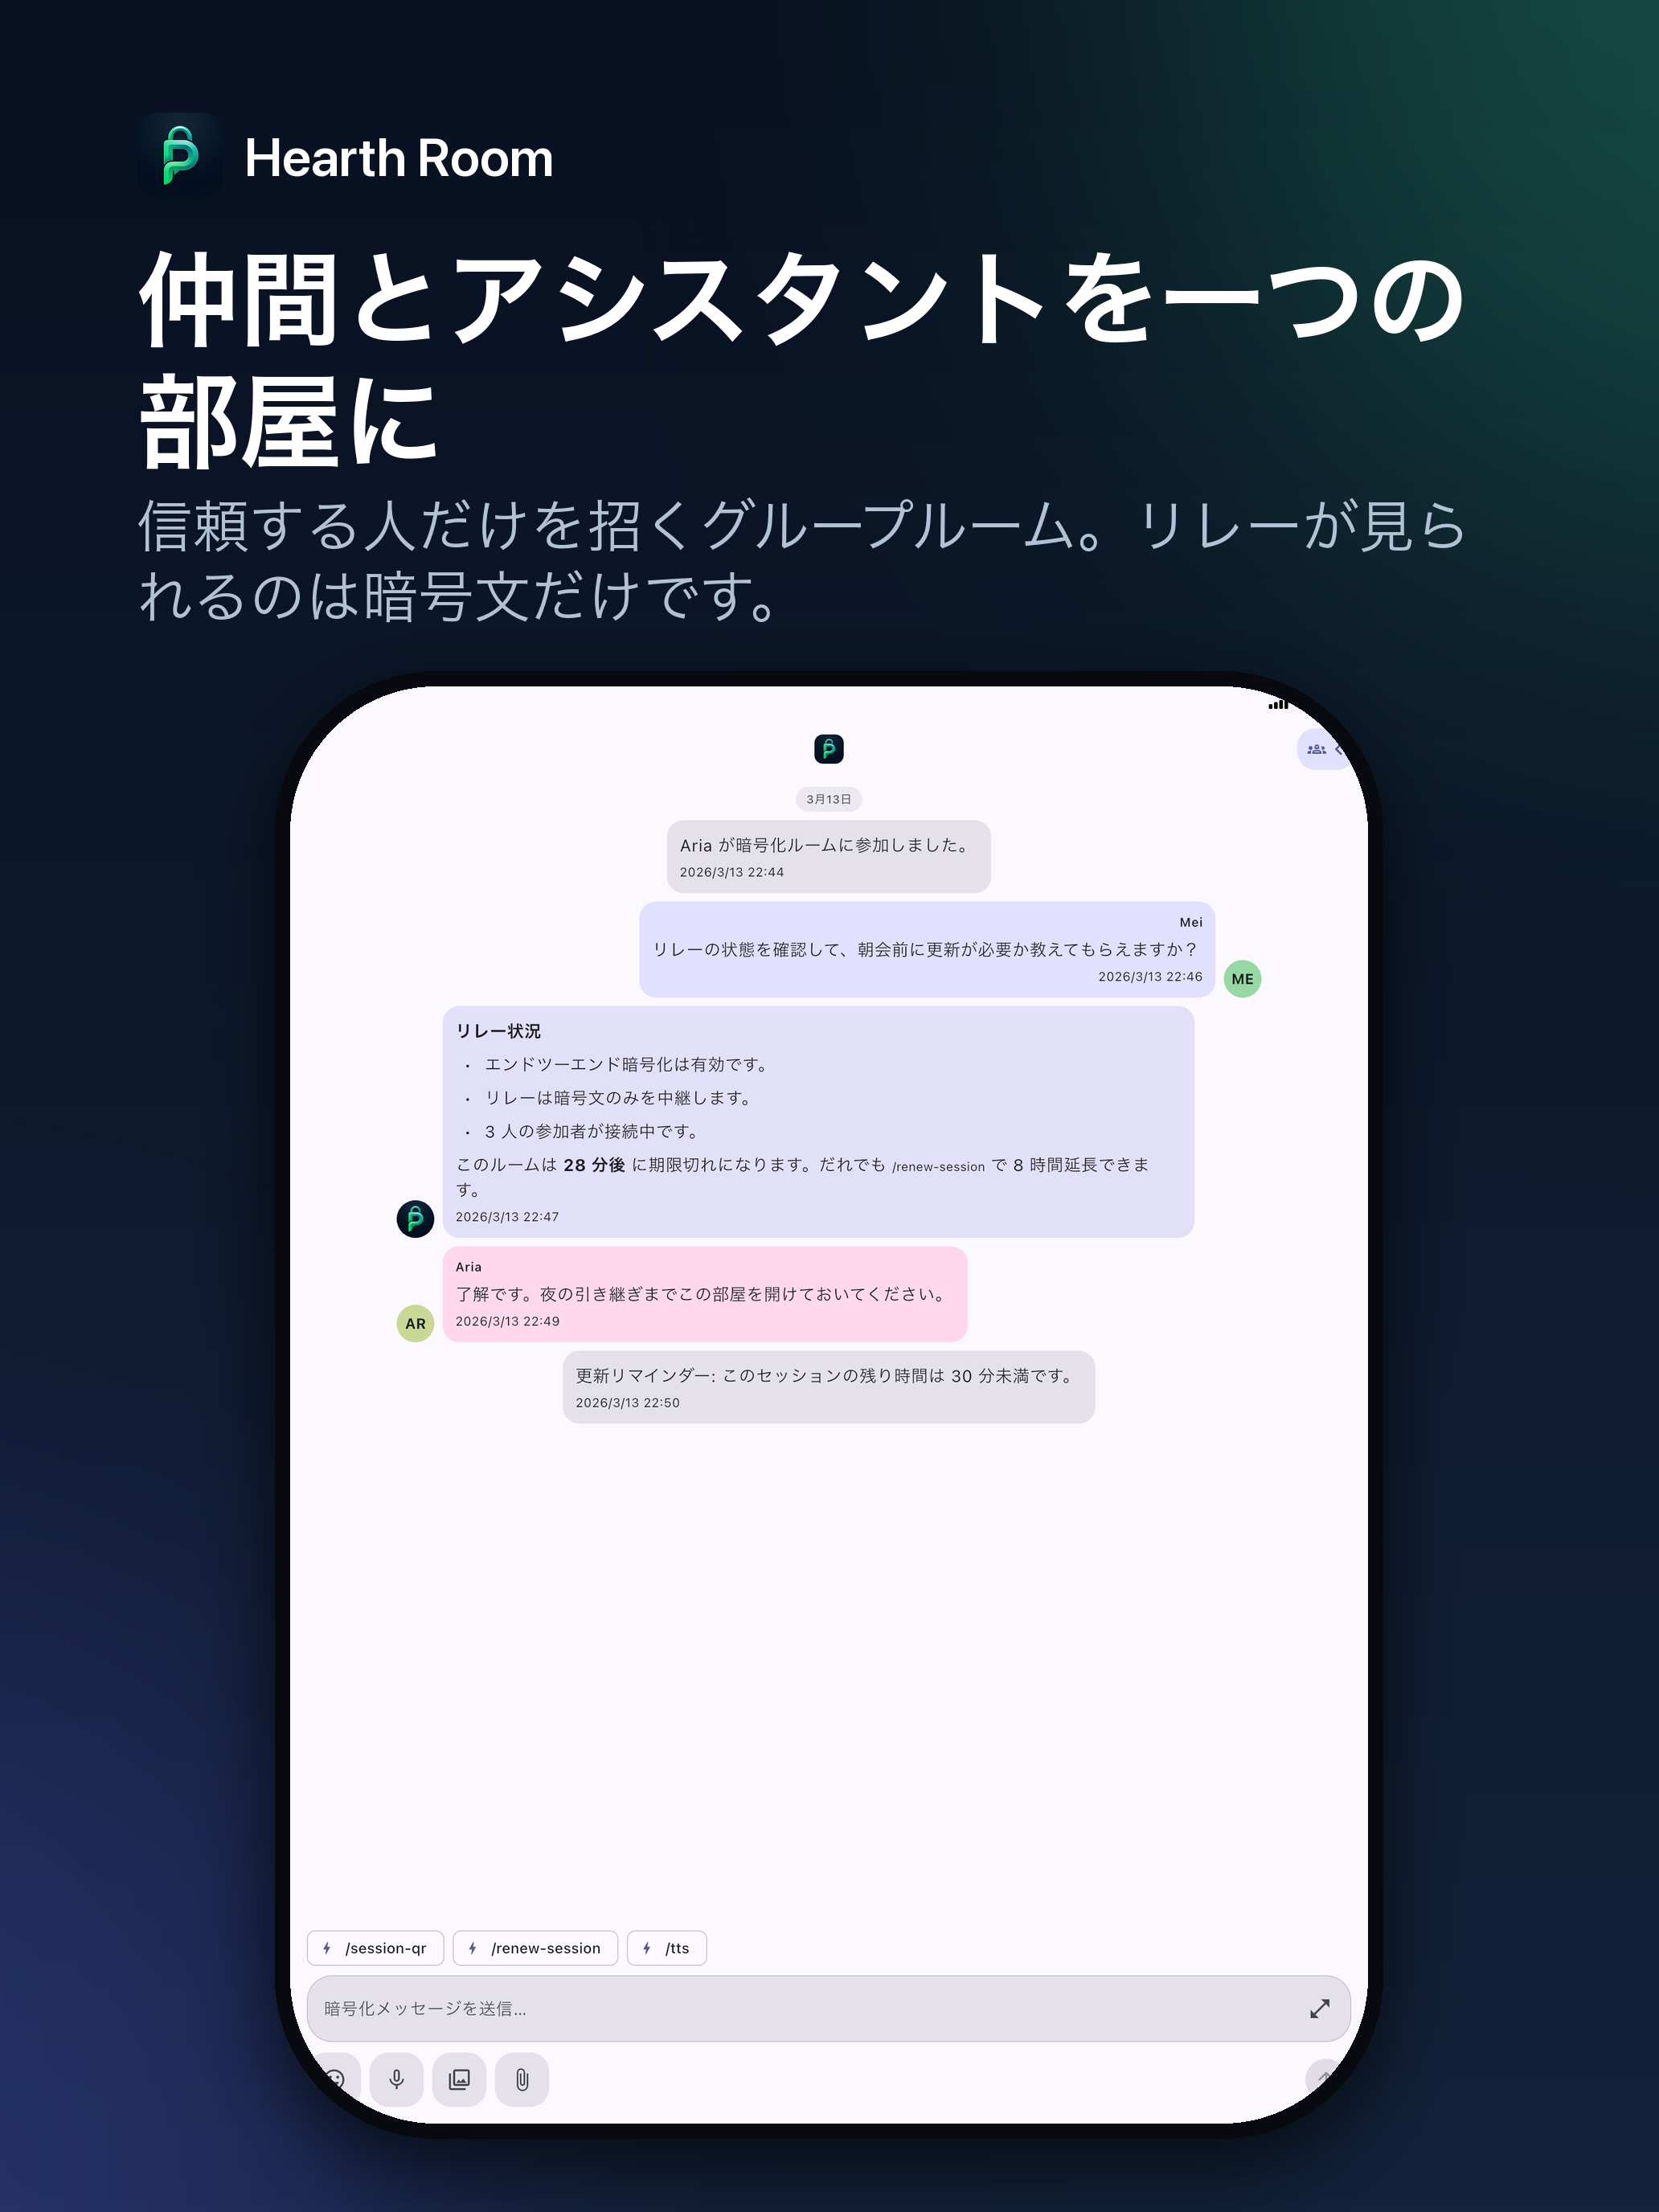 Hearth Room
仲間とアシスタントを一つの
部屋に
信頼する人だけを招くグループルーム。リレーが見ら
れるのは暗号文だけです。
3月13日
Aria が暗号化ルームに参加しました。
2026/3/13 22:44
Mei
リレーの状態を確認して、朝会前に更新が必要か教えてもらえますか？
2026/3/13 22:46
ME
リレー状況
• エンドツーエンド暗号化は有効です。
• リレーは暗号文のみを中継します。
• 3 人の参加者が接続中です。
このルームは 28 分後 に期限切れになります。だれでも /renew-session で 8 時間延長できま
す。
2026/3/13 22:47
Aria
了解です。夜の引き継ぎまでこの部屋を開けておいてください。
2026/3/13 22:49
AR
更新リマインダー: このセッションの残り時間は 30 分未満です。
2026/3/13 22:50
/session-qr /renew-session /tts
暗号化メッセージを送信...